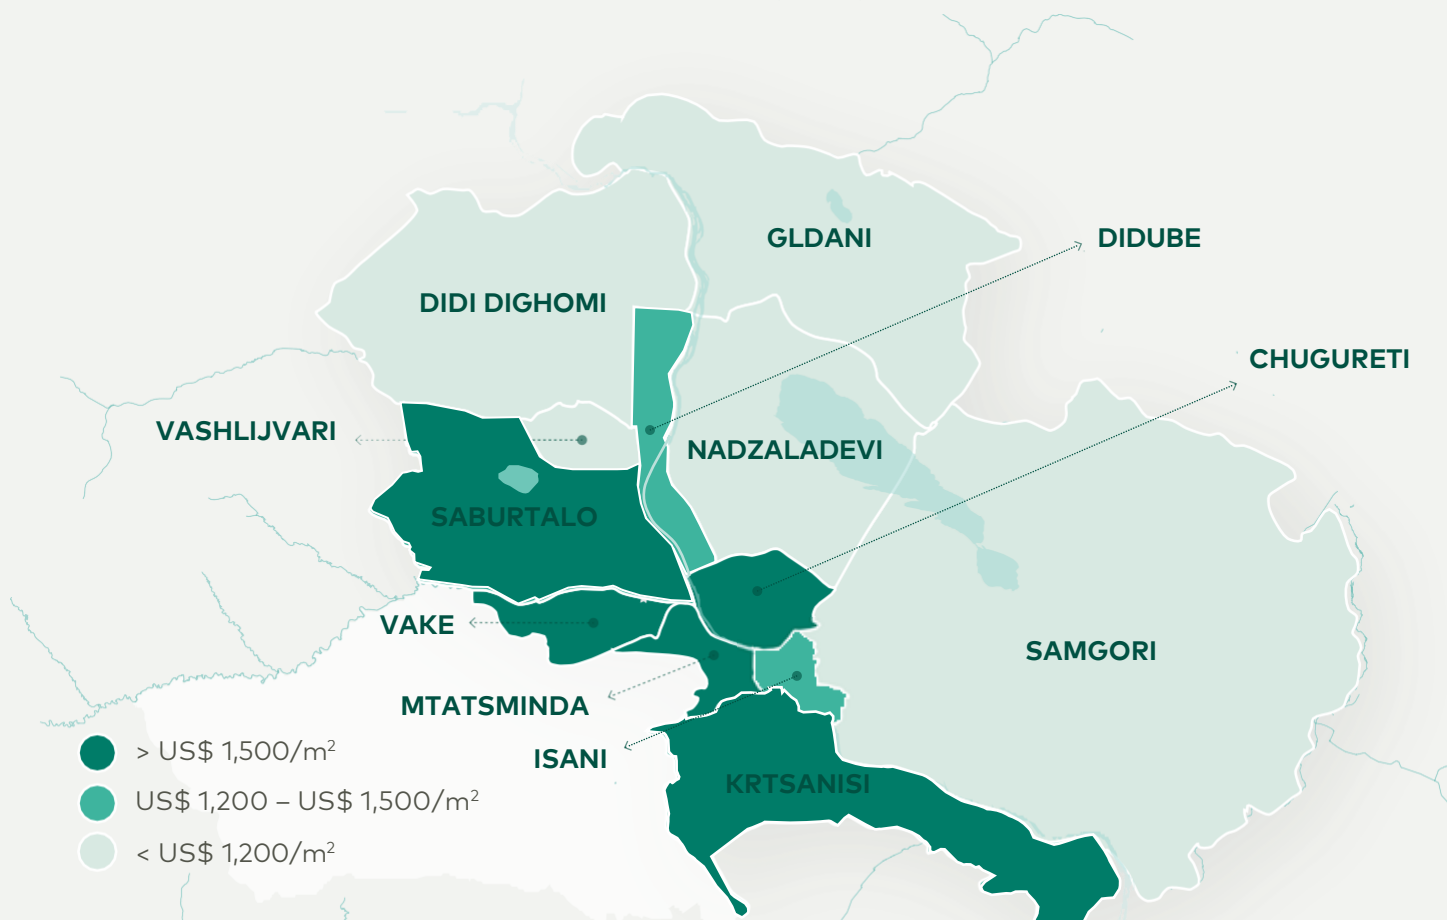 GLDANI
DIDUBE
DIDI DIGHOMI
CHUGURETI
VASHLIJVARI
NADZALADEVI
SABURTALO
VAKE
SAMGORI
MTATSMINDA
ISANI
KRTSANISI
> US$ 1,500/m²
US$ 1,200 – US$ 1,500/m²
< US$ 1,200/m²